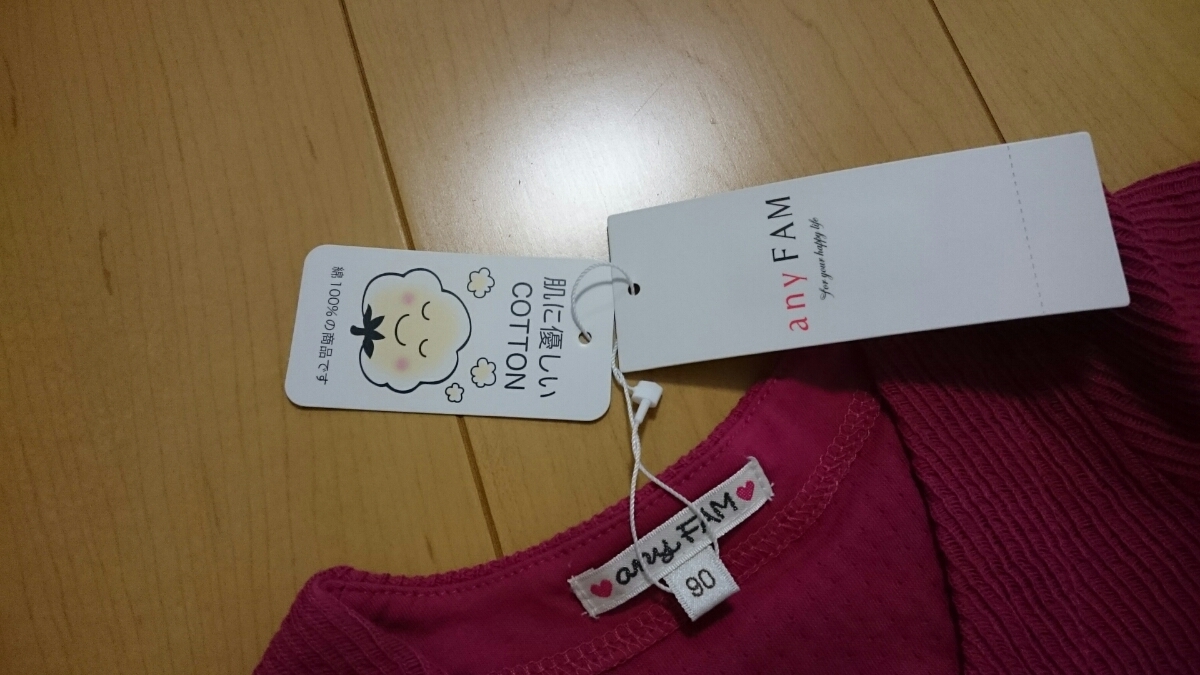 肌に優しい
COTTON
綿100%の商品です
any FAM
For your happy life
any FAM
90